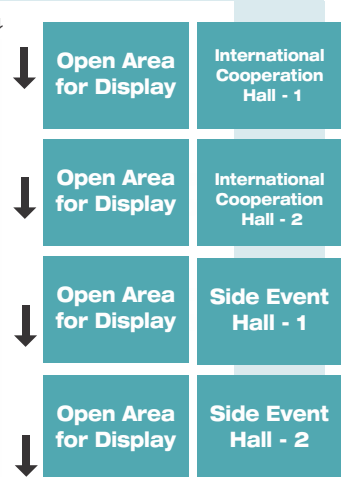 Open Area
for Display
International
Cooperation
Hall - 1
Open Area
for Display
International
Cooperation
Hall - 2
Open Area
for Display
Side Event
Hall - 1
Open Area
for Display
Side Event
Hall - 2